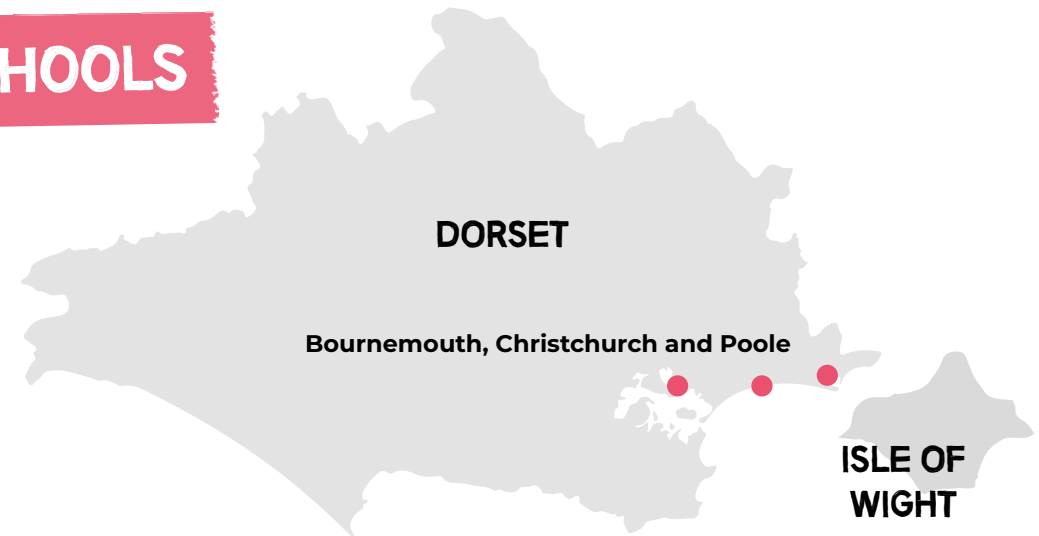 HOOLS
DORSET
Bournemouth, Christchurch and Poole
ISLE OF
WIGHT